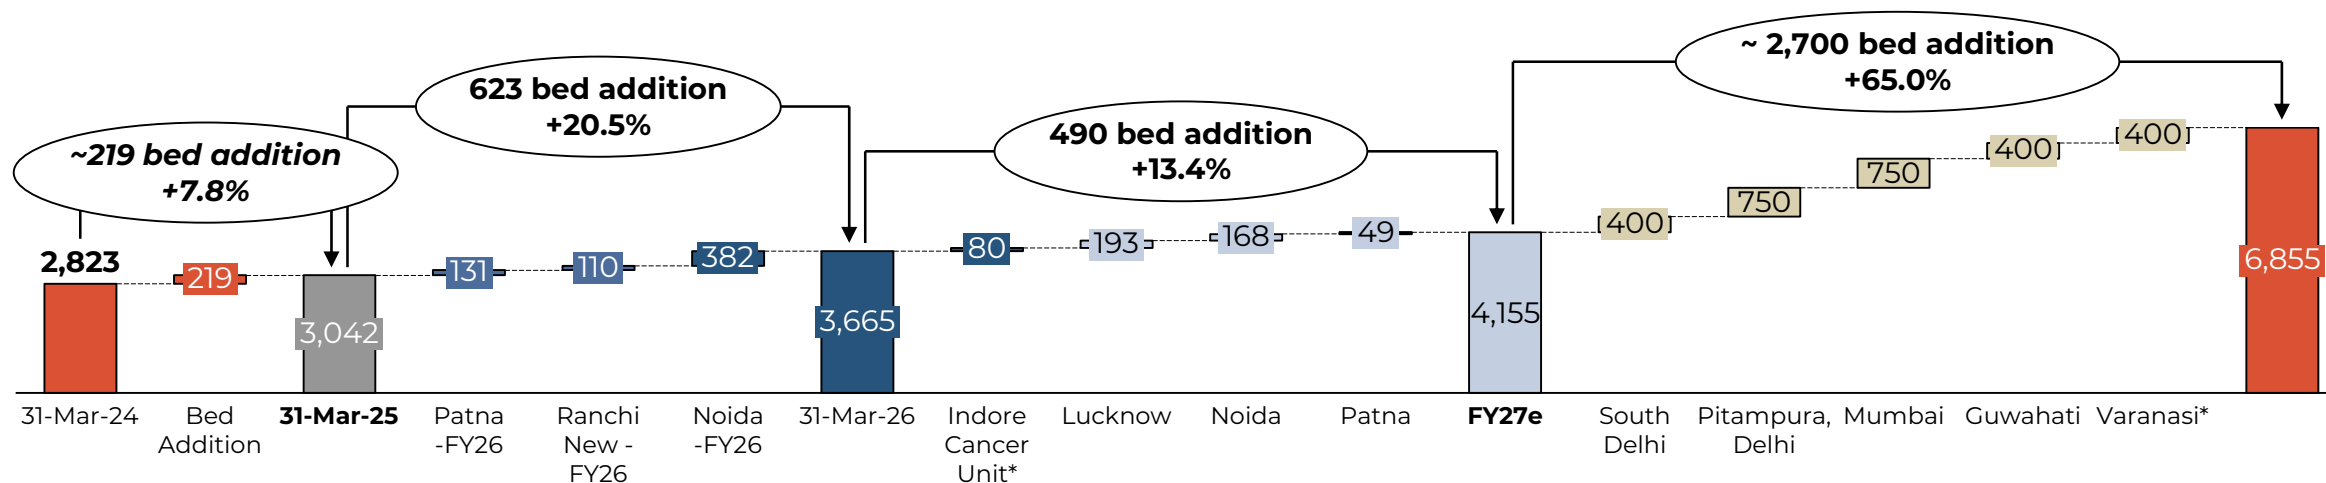 ~ 2,700 bed addition
+65.0%
623 bed addition
+20.5%
490 bed addition
+13.4%
~219 bed addition
+7.8%
2,823
219
3,042
131
110
382
3,665
80
193
168
49
4,155
400
750
750
400
400
6,855
31-Mar-24
Bed
Addition
31-Mar-25
Patna
-FY26
Ranchi
New -
FY26
Noida
-FY26
31-Mar-26
Indore
Cancer
Unit*
Lucknow
Noida
Patna
FY27e
South
Delhi
Pitampura,
Delhi
Mumbai
Guwahati
Varanasi*